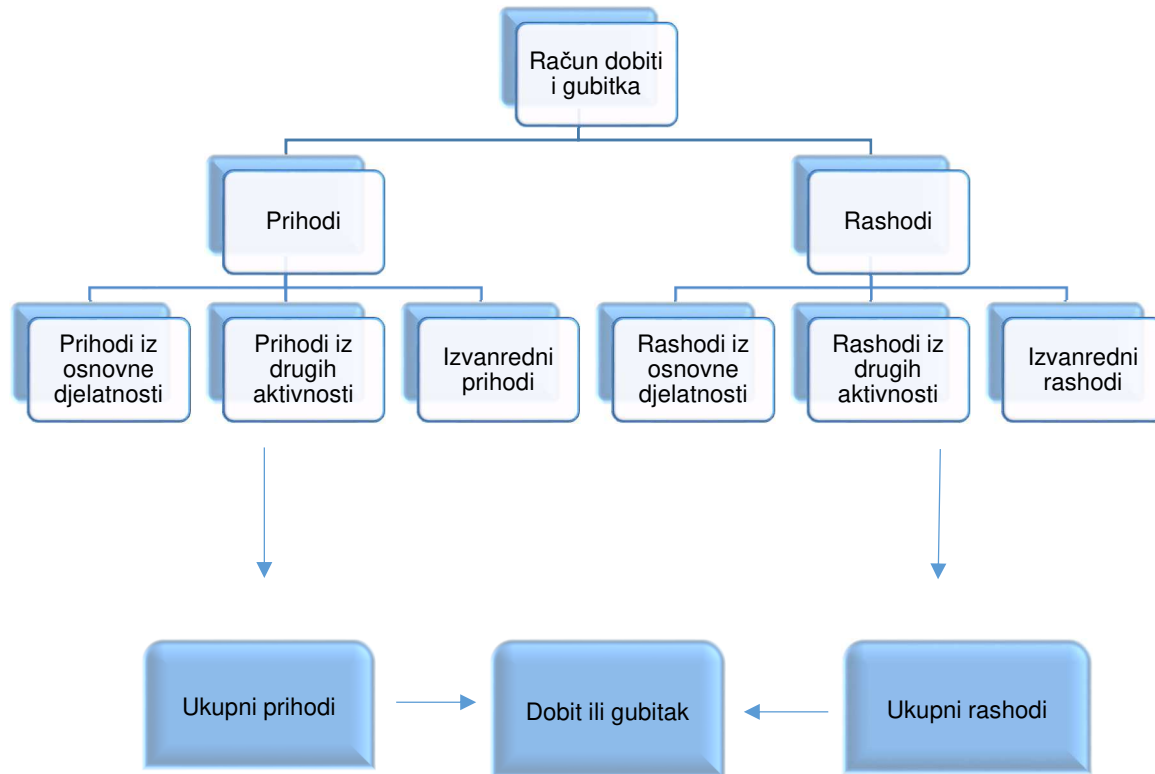 Račun dobiti
i gubitka
Prihodi
Rashodi
Prihodi iz
osnovne
djelatnosti
Prihodi iz
drugih
aktivnosti
Izvanredni
prihodi
Rashodi iz
osnovne
djelatnosti
Rashodi iz
drugih
aktivnosti
Izvanredni
rashodi
Ukupni prihodi
Dobit ili gubitak
Ukupni rashodi